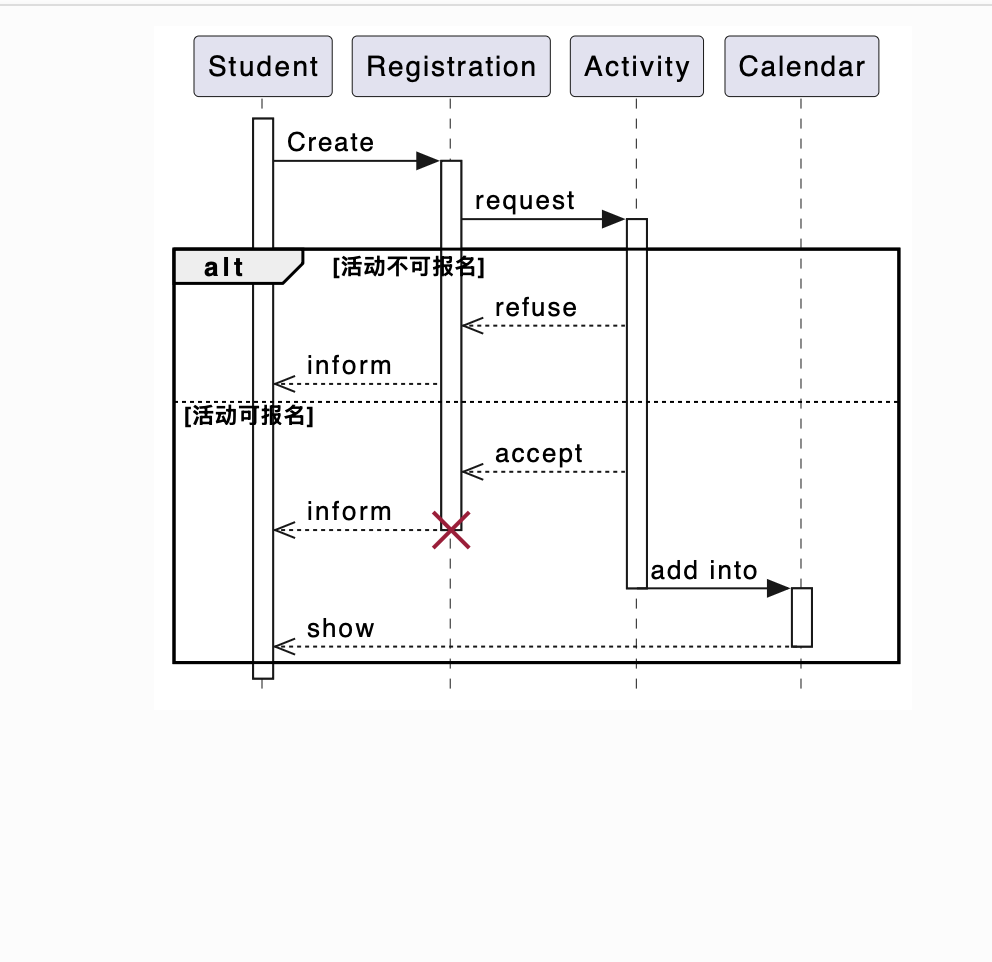 Student Registration Activity Calendar
Create
request
alt [活动不可报名]
refuse
inform
[活动可报名]
accept
inform
add into
show